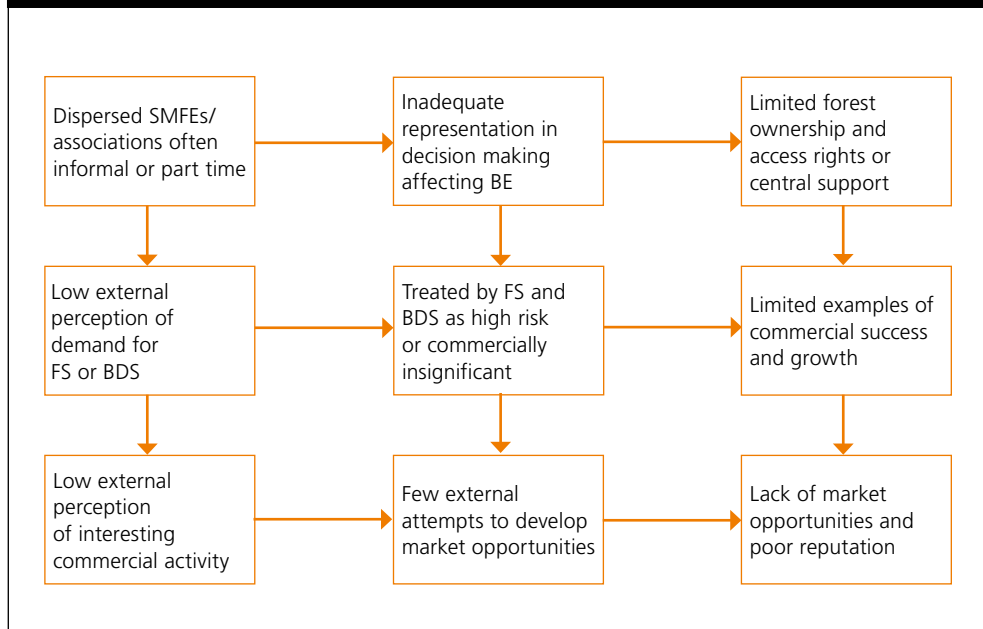 Dispersed SMFEs/
associations often
informal or part time
Inadequate
representation in
decision making
affecting BE
Limited forest
ownership and
access rights or
central support
Low external
perception of
demand for
FS or BDS
Treated by FS and
BDS as high risk
or commercially
insignificant
Limited examples of
commercial success
and growth
Low external
perception
of interesting
commercial activity
Few external
attempts to develop
market opportunities
Lack of market
opportunities and
poor reputation